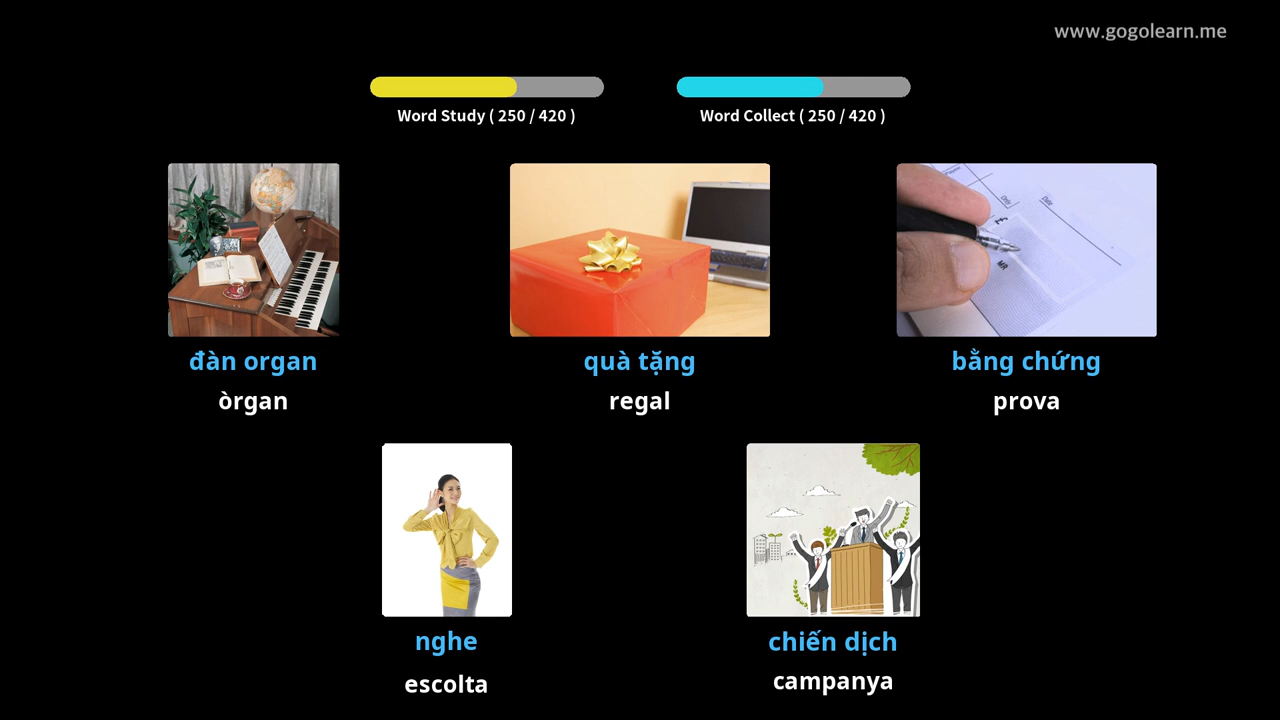 www.gogolearn.me
Word Study ( 250 / 420 )
Word Collect ( 250 / 420 )
đàn organ
òrgan
quà tặng
regal
bằng chứng
prova
nghe
escolta
chiến dịch
campanya